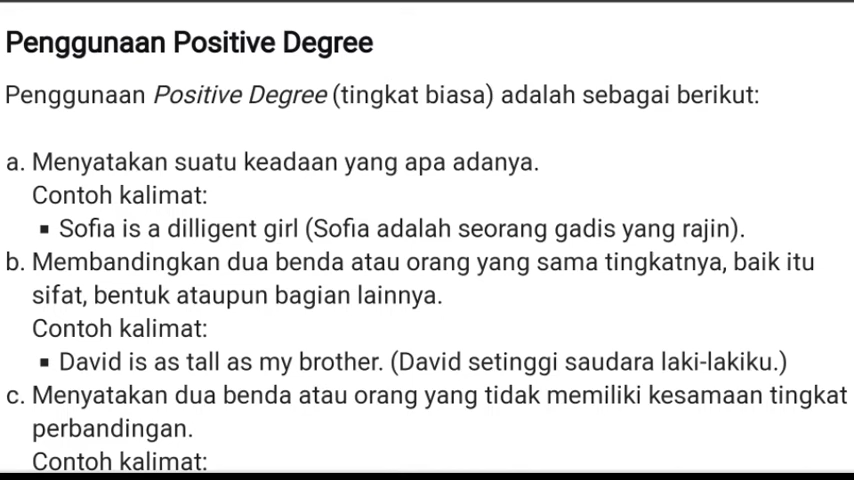 Penggunaan Positive Degree
Penggunaan Positive Degree (tingkat biasa) adalah sebagai berikut:
a. Menyatakan suatu keadaan yang apa adanya.
Contoh kalimat:
▪ Sofia is a dilligent girl (Sofia adalah seorang gadis yang rajin).
b. Membandingkan dua benda atau orang yang sama tingkatnya, baik itu
sifat, bentuk ataupun bagian lainnya.
Contoh kalimat:
▪ David is as tall as my brother. (David setinggi saudara laki-lakiku.)
c. Menyatakan dua benda atau orang yang tidak memiliki kesamaan tingkat
perbandingan.
Contoh kalimat: